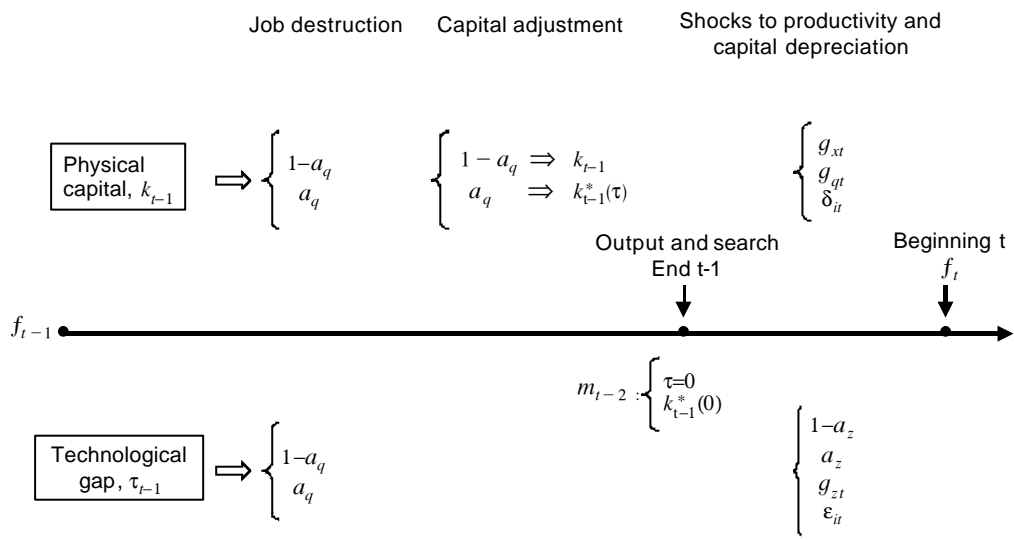 Job destruction
Capital adjustment
Shocks to productivity and
capital depreciation
Physical
capital, k_{t-1}
1-a_q
a_q
1 - a_q ⇒ k_{t-1}
a_q ⇒ k^*_{t-1}(τ)
g_{xt}
g_{qt}
δ_{it}
Output and search
End t-1
Beginning t
f_t
f_{t-1}
m_{t-2} :
τ=0
k^*_{t-1}(0)
Technological
gap, τ_{t-1}
1-a_q
a_q
1-a_z
a_z
g_{zt}
ε_{it}